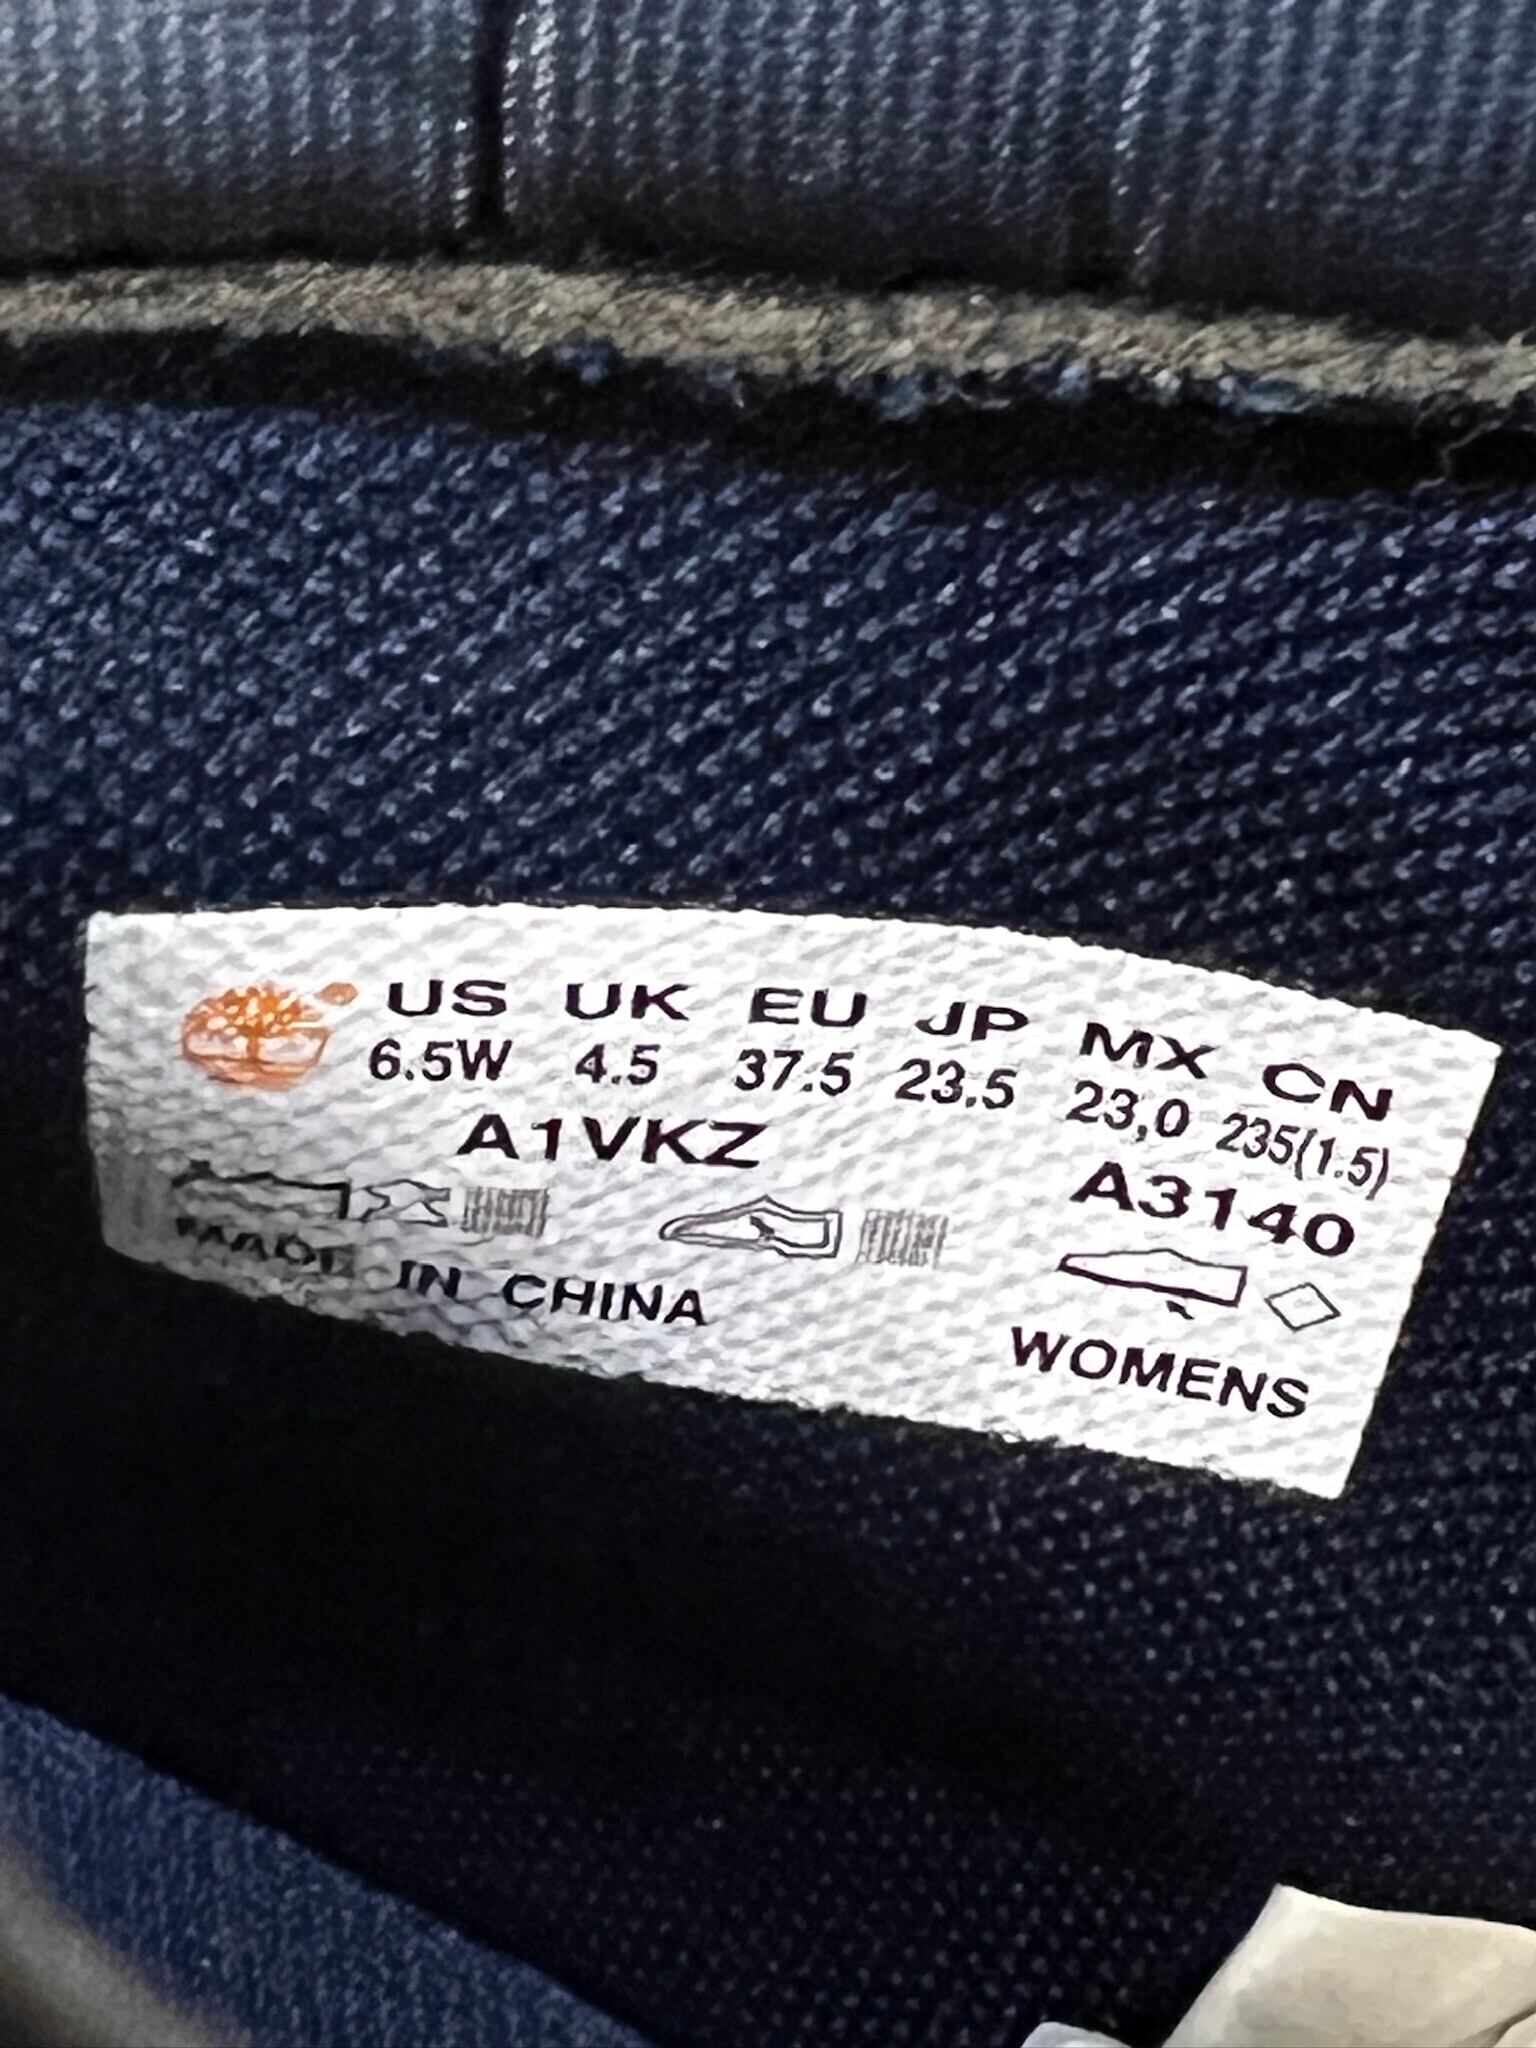 US UK EU JP MX CN
6.5W 4.5 37.5 23.5 23,0 235(1.5)
A1VKZ A3140
MADE IN CHINA WOMENS